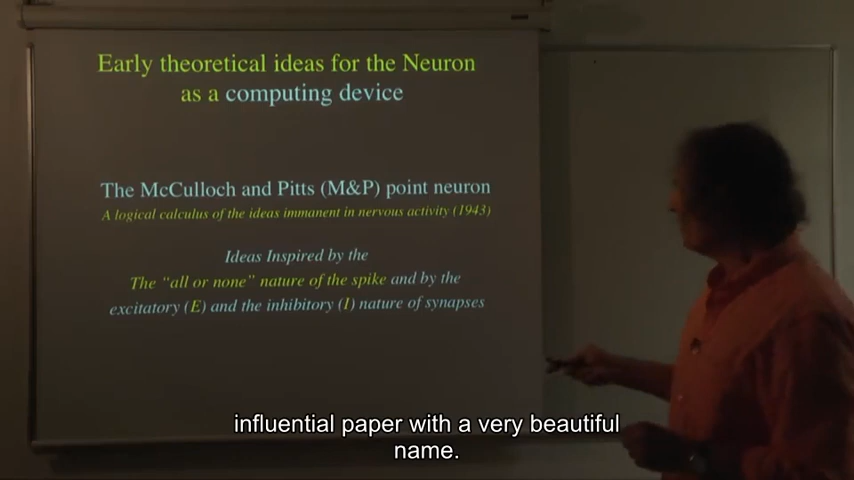 Early theoretical ideas for the Neuron
as a computing device
The McCulloch and Pitts (M&P) point neuron
A logical calculus of the ideas immanent in nervous activity (1943)
Ideas Inspired by the
The “all or none” nature of the spike and by the
excitatory (E) and the inhibitory (I) nature of synapses
influential paper with a very beautiful
name.